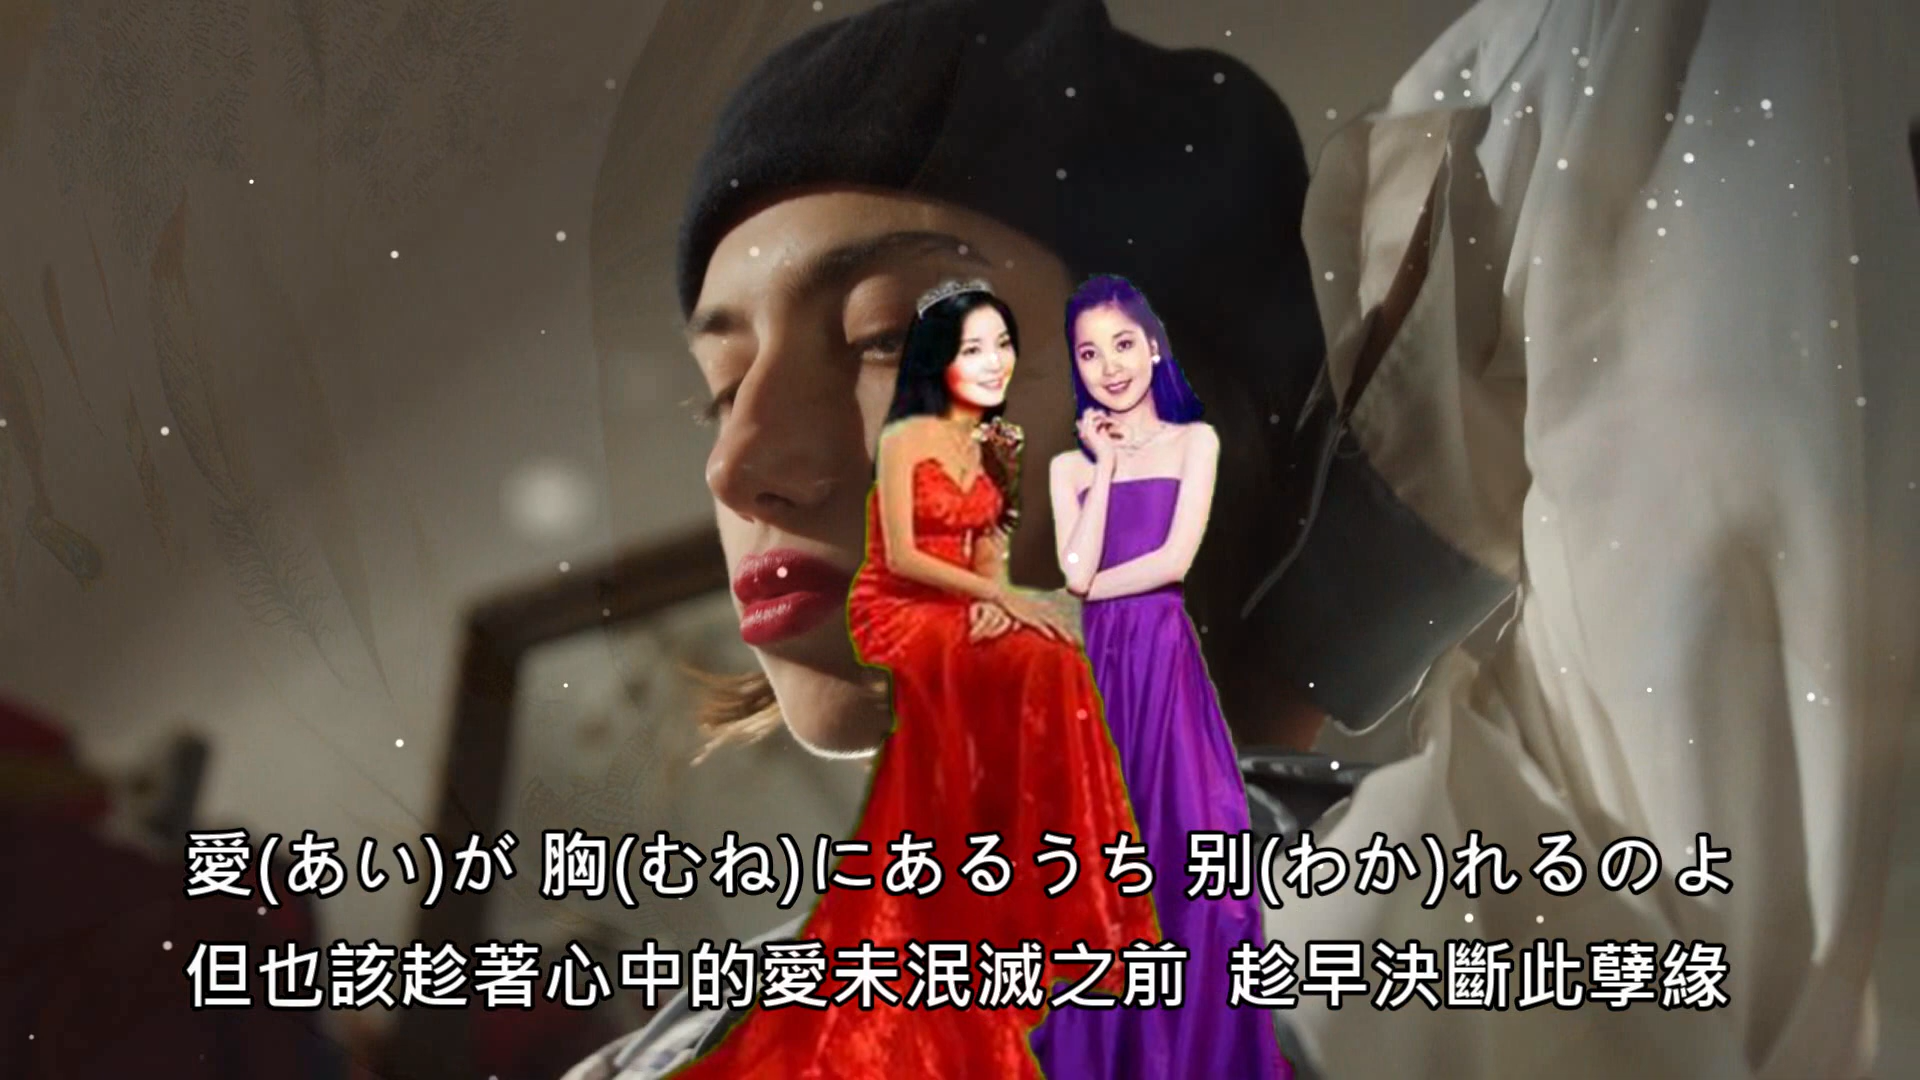 愛(あい)が 胸(むね)にあるうち 别(わか)れるのよ
但也該趁著心中的愛未泯滅之前 趁早決斷此孽緣